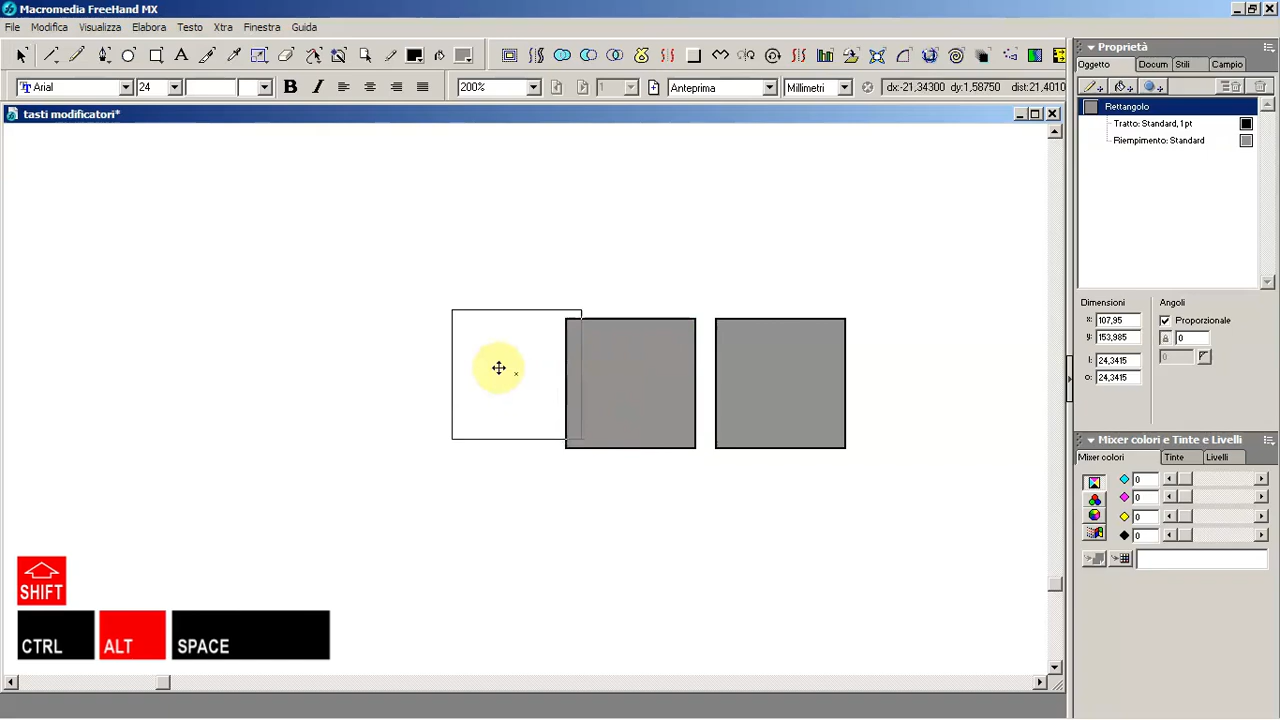 Macromedia FreeHand MX
File Modifica Visualizza Elabora Testo Xtra Finestra Guida
Arial 24 B I 200% 1 Anteprima Millimetri dx:-21,34300 dy:1,58750 dist:21,4010
tasti modificatori*
Proprietà
Oggetto Docum Stili Campio
Rettangolo
Tratto: Standard, 1pt
Riempimento: Standard
Dimensioni Angoli
x: 107,95 Proporzionale
y: 153,985 0
l: 24,3415 0
o: 24,3415
Mixer colori e Tinte e Livelli
Mixer colori Tinte Livelli
0
0
0
0
SHIFT
CTRL ALT SPACE